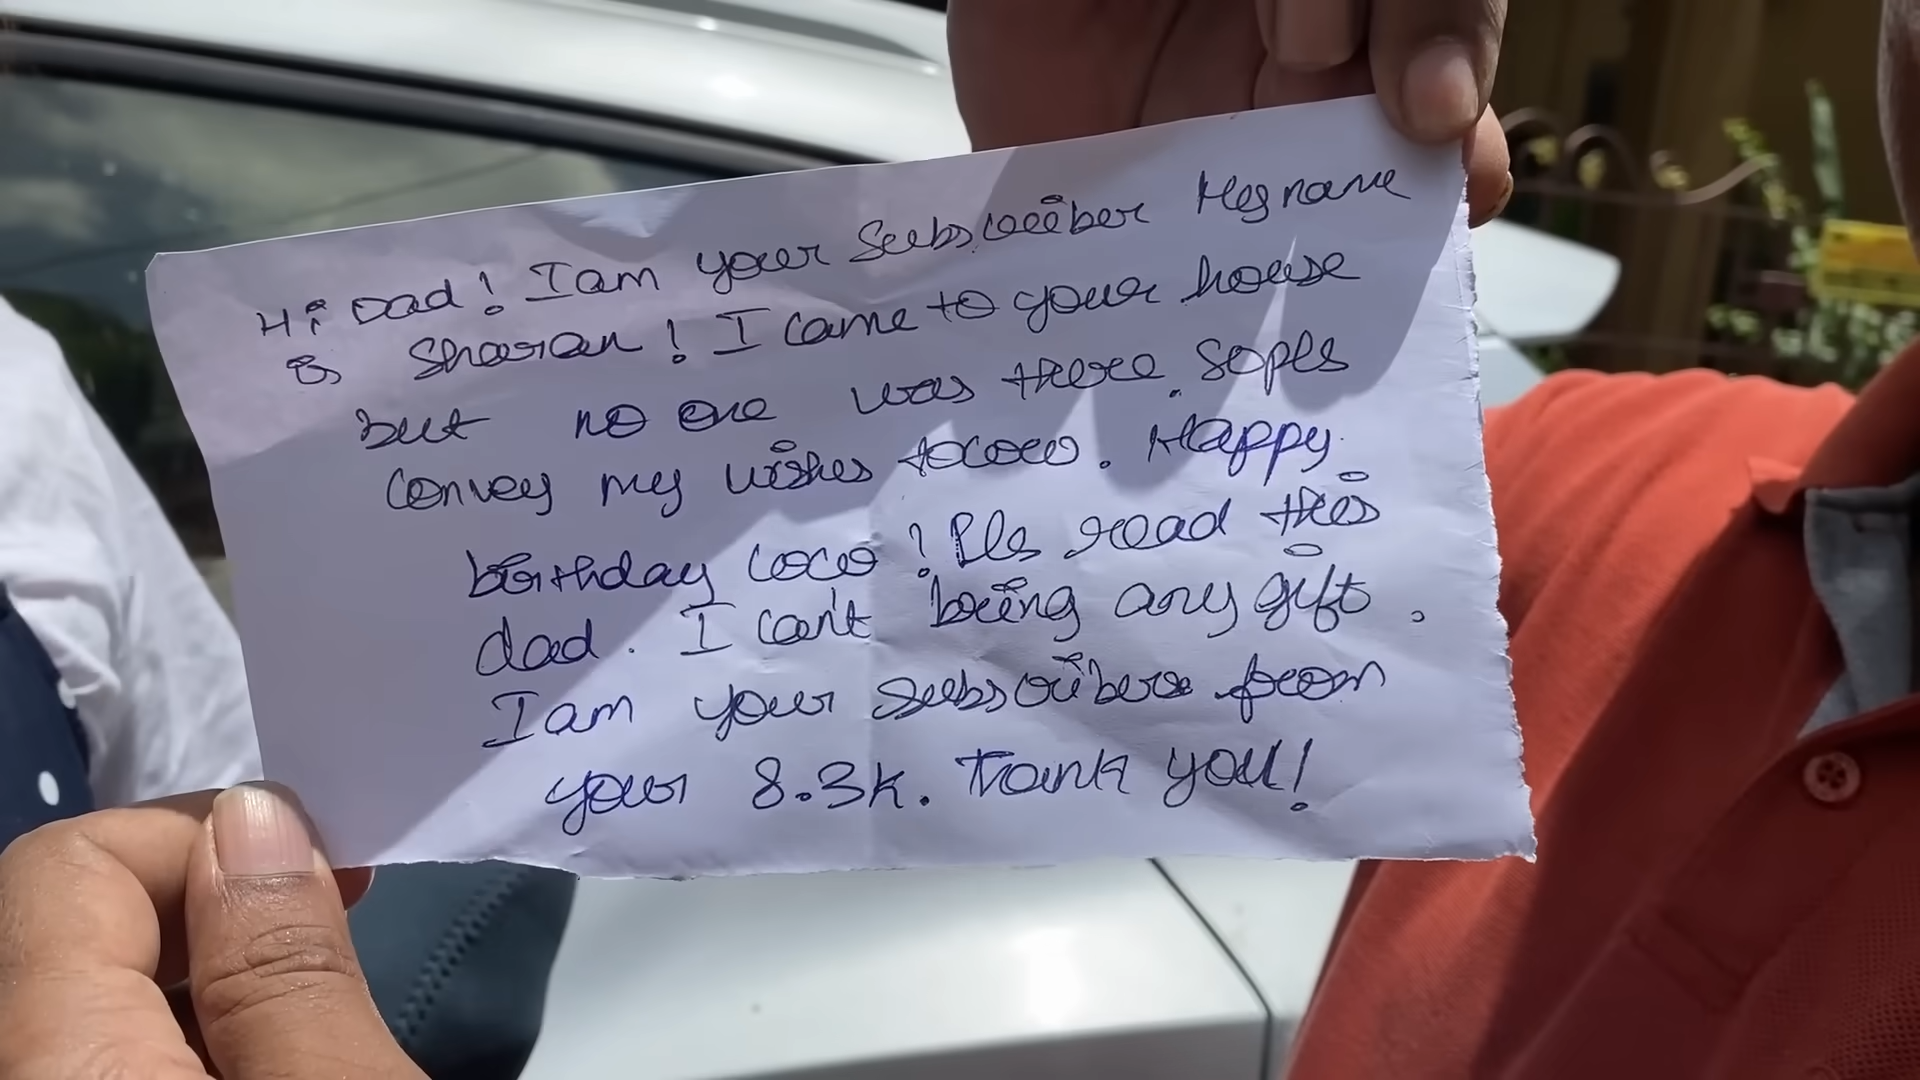 Hi Dad! I am your Subscriber My name
is Sharan! I came to your house
but no one was there. So pls
convey my wishes to coco. Happy
birthday coco! Pls read this
dad. I can't bring any gift.
I am your subscriber from
your 8.3k. Thank you!